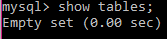 mysql> show tables;
Empty set (0.00 sec)